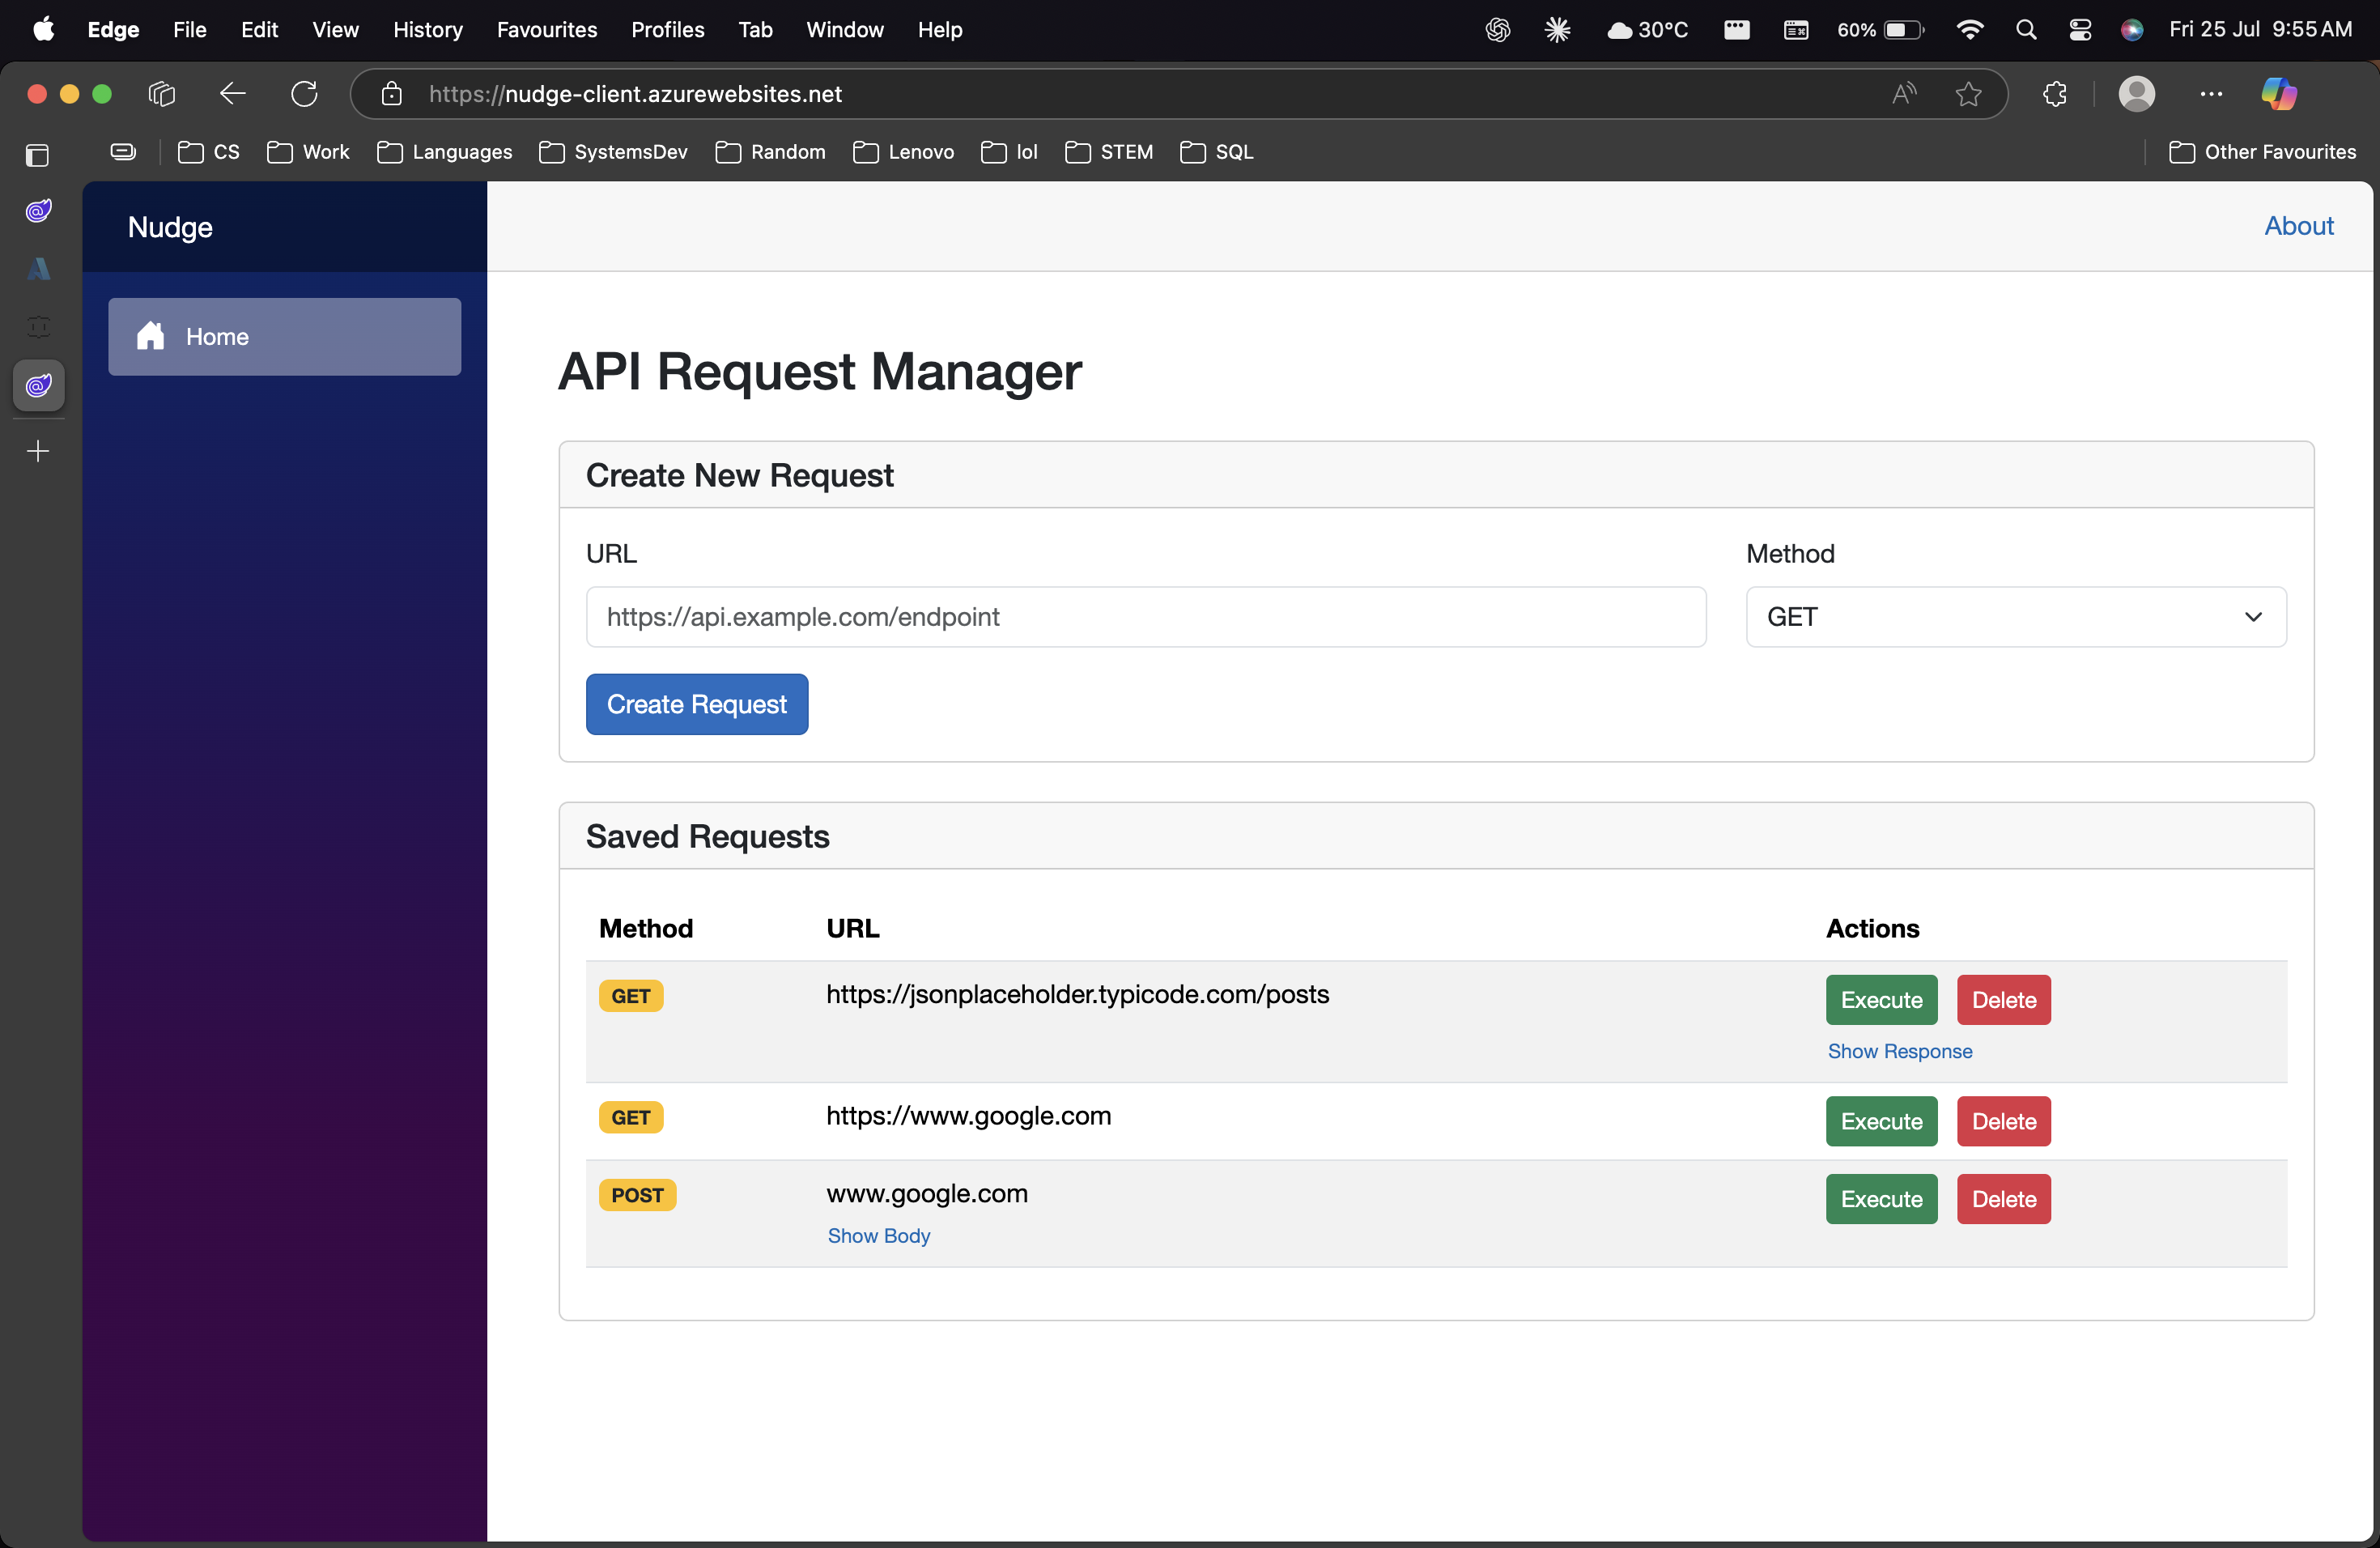 Edge File Edit View History Favourites Profiles Tab Window Help 30°C 60% Fri 25 Jul 9:55 AM
https://nudge-client.azurewebsites.net
CS Work Languages SystemsDev Random Lenovo lol STEM SQL Other Favourites
Nudge About
Home
API Request Manager
Create New Request
URL Method
https://api.example.com/endpoint GET
Create Request
Saved Requests
Method URL Actions
GET https://jsonplaceholder.typicode.com/posts Execute Delete
Show Response
GET https://www.google.com Execute Delete
POST www.google.com Execute Delete
Show Body